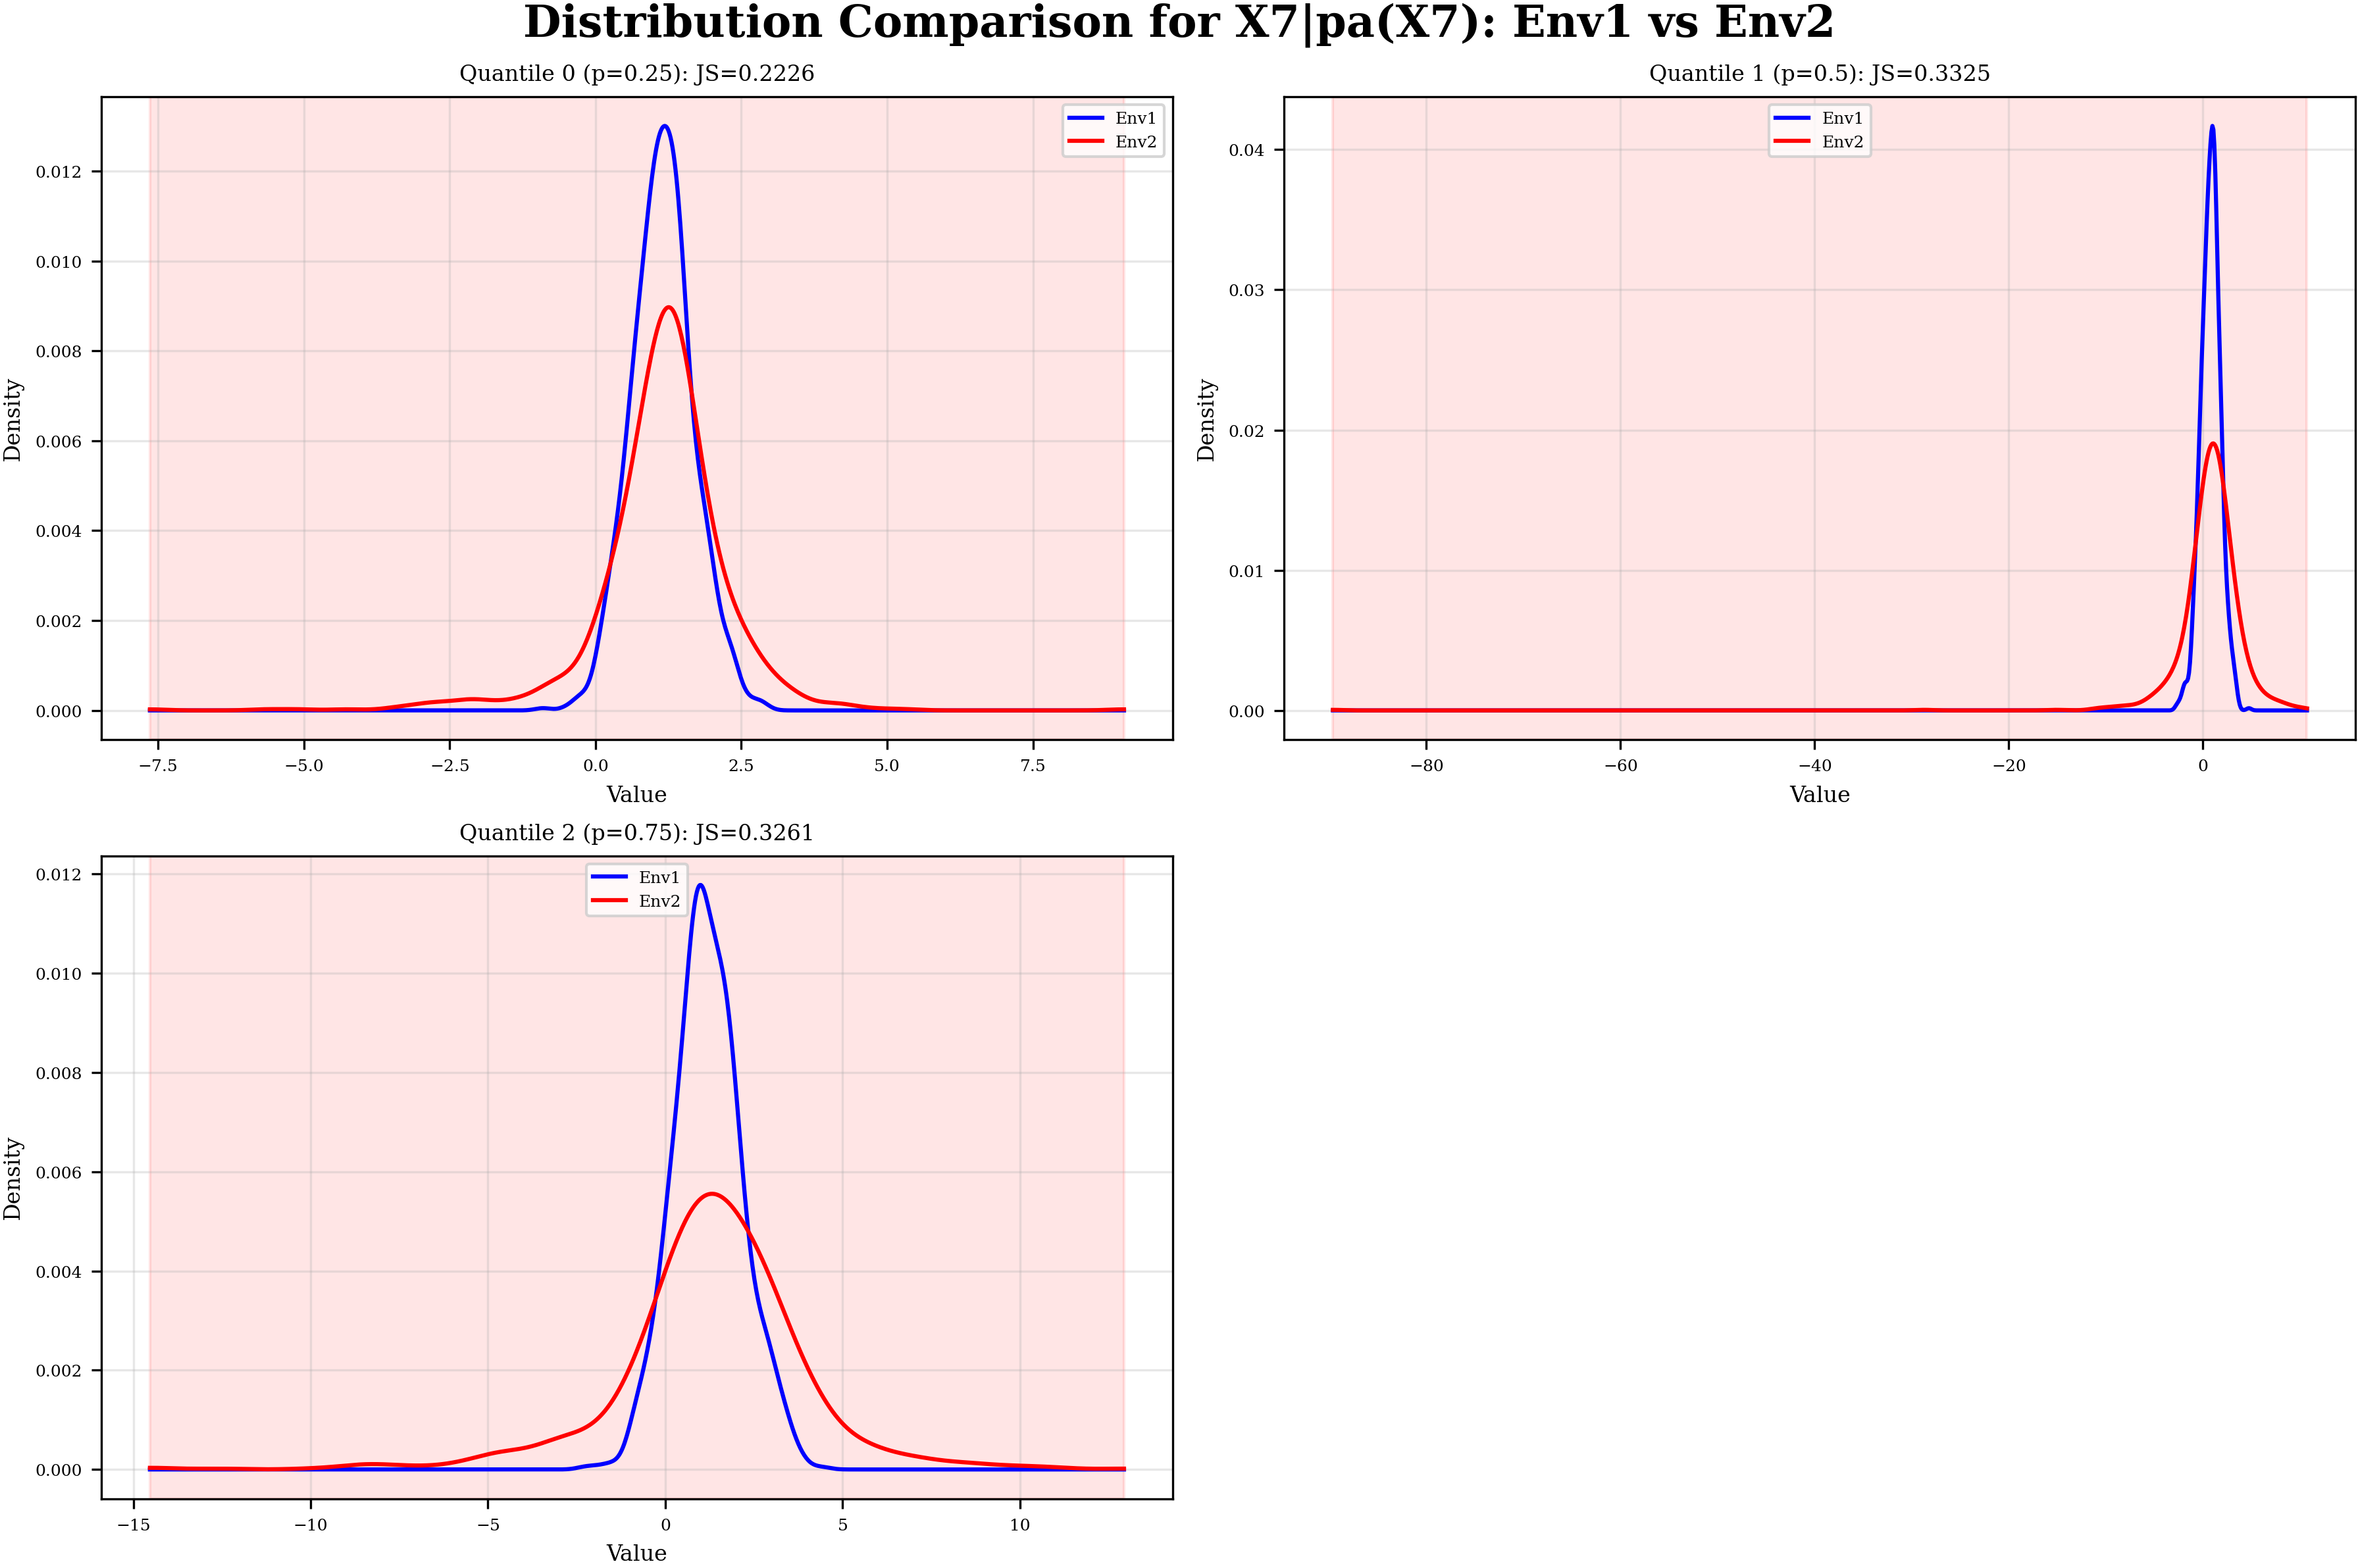 Distribution Comparison for X7|pa(X7): Env1 vs Env2
Quantile 0 (p=0.25): JS=0.2226
Env1
Env2
Density
0.012
0.010
0.008
0.006
0.004
0.002
0.000
−7.5 −5.0 −2.5 0.0 2.5 5.0 7.5
Value
Quantile 1 (p=0.5): JS=0.3325
Env1
Env2
Density
0.04
0.03
0.02
0.01
0.00
−80 −60 −40 −20 0
Value
Quantile 2 (p=0.75): JS=0.3261
Env1
Env2
Density
0.012
0.010
0.008
0.006
0.004
0.002
0.000
−15 −10 −5 0 5 10
Value